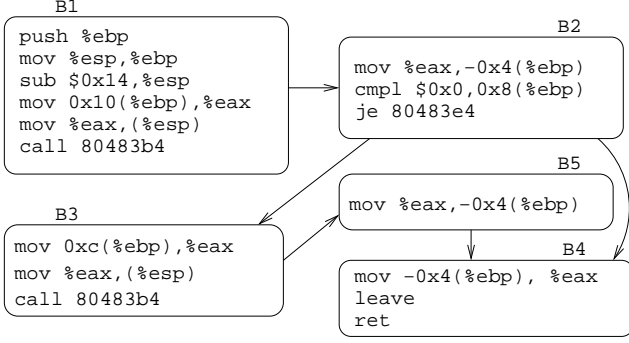 B1
push %ebp
mov %esp,%ebp
sub $0x14,%esp
mov 0x10(%ebp),%eax
mov %eax,(%esp)
call 80483b4
B2
mov %eax,-0x4(%ebp)
cmpl $0x0,0x8(%ebp)
je 80483e4
B3
mov 0xc(%ebp),%eax
mov %eax,(%esp)
call 80483b4
B5
mov %eax,-0x4(%ebp)
B4
mov -0x4(%ebp), %eax
leave
ret